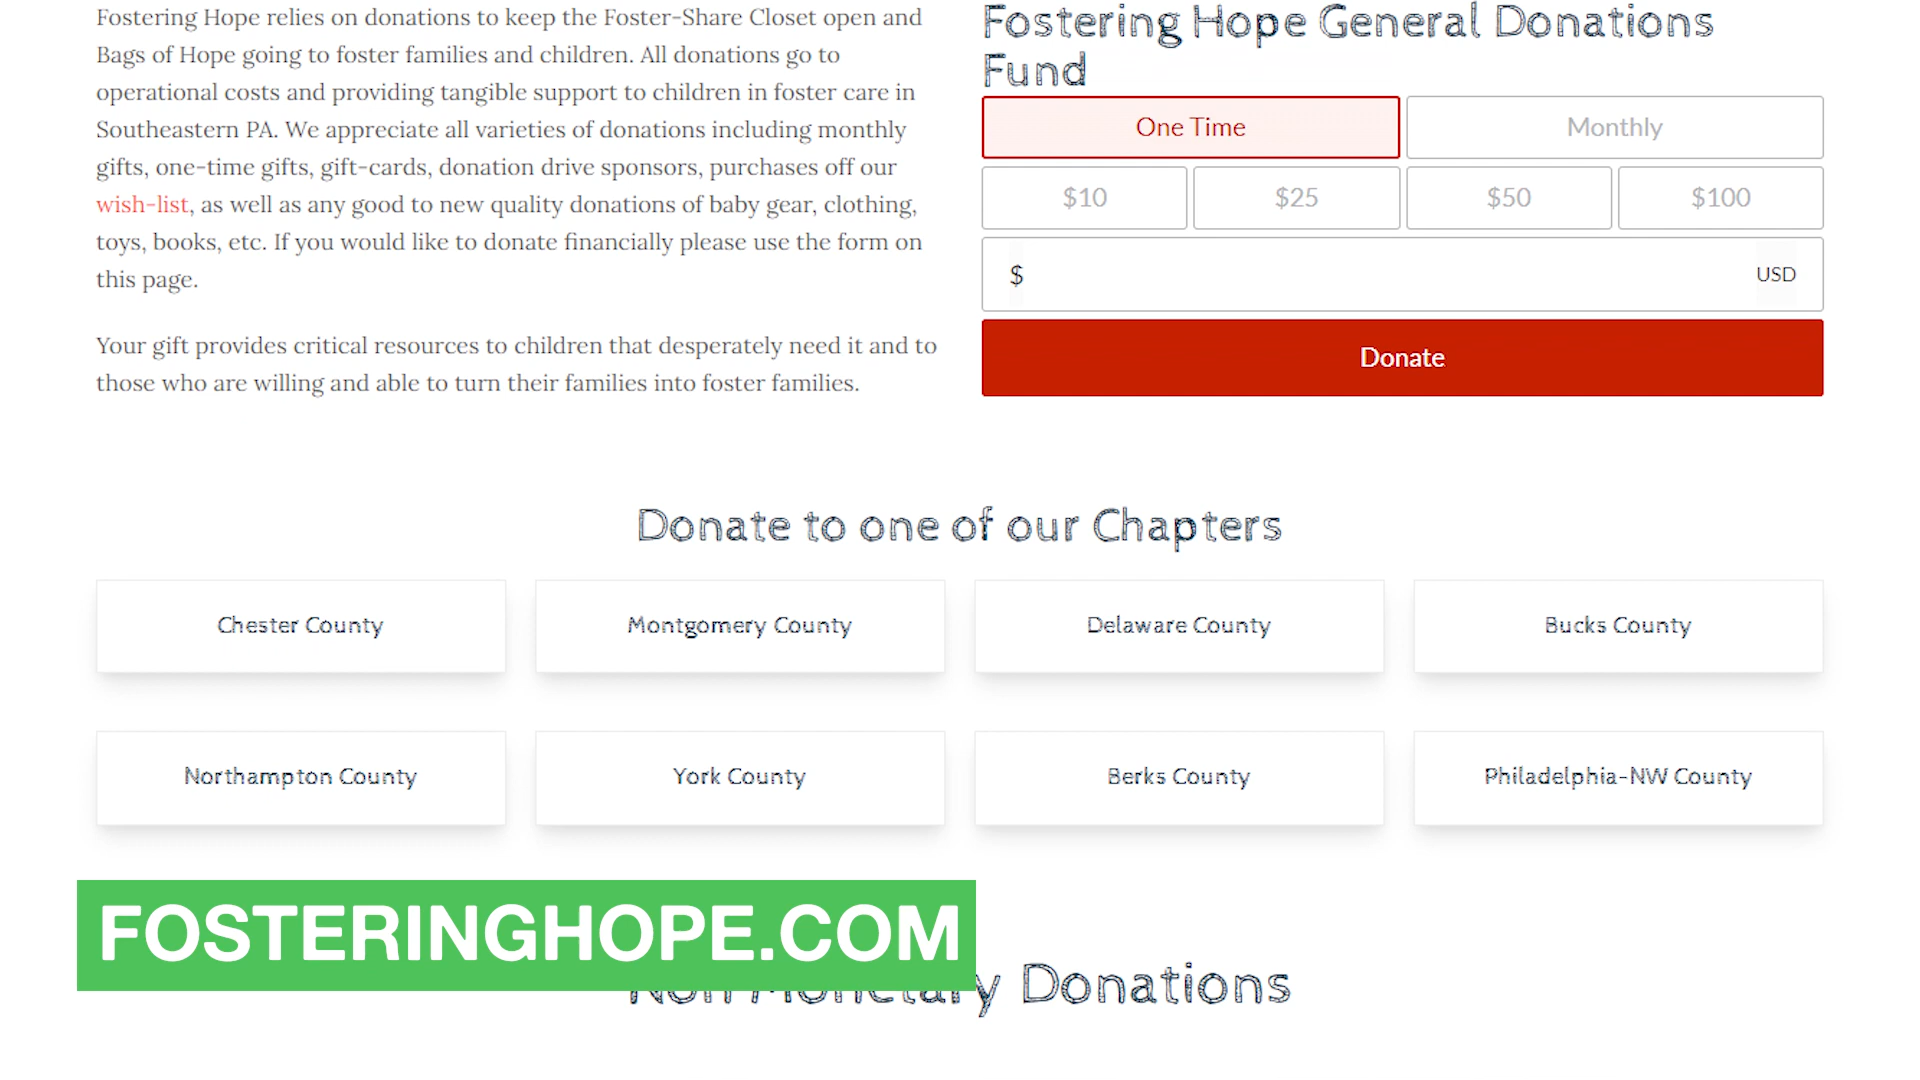 Fostering Hope relies on donations to keep the Foster-Share Closet open and
Bags of Hope going to foster families and children. All donations go to
operational costs and providing tangible support to children in foster care in
Southeastern PA. We appreciate all varieties of donations including monthly
gifts, one-time gifts, gift-cards, donation drive sponsors, purchases off our
wish-list, as well as any good to new quality donations of baby gear, clothing,
toys, books, etc. If you would like to donate financially please use the form on
this page.
Your gift provides critical resources to children that desperately need it and to
those who are willing and able to turn their families into foster families.
Fostering Hope General Donations
Fund
One Time Monthly
$10 $25 $50 $100
$ USD
Donate
Donate to one of our Chapters
Chester County Montgomery County Delaware County Bucks County
Northampton County York County Berks County Philadelphia-NW County
FOSTERINGHOPE.COM
Non Monetary Donations